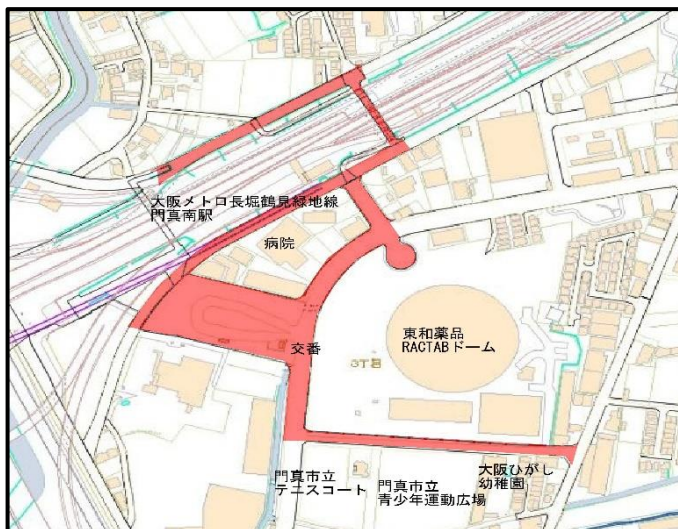 大阪メトロ長堀鶴見緑地線
門真南駅
病院
東和薬品
RACTABドーム
交番
3丁目
門真市立
テニスコート
門真市立
青少年運動広場
大阪ひがし
幼稚園